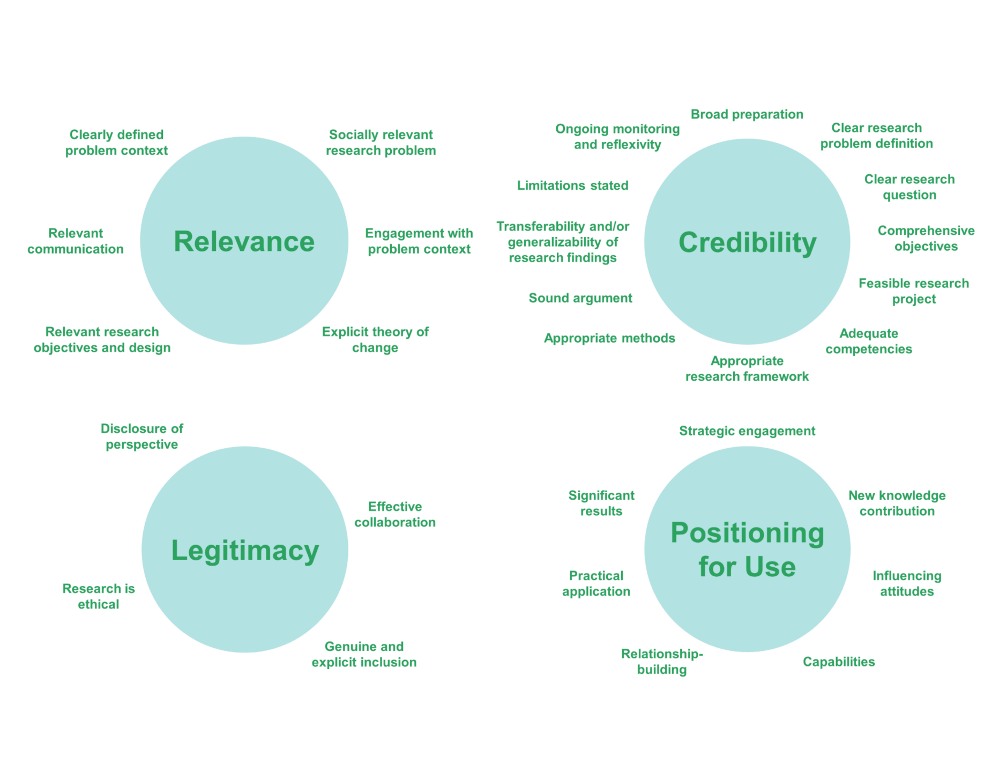 Clearly defined
problem context
Socially relevant
research problem
Relevant
communication
Relevance
Engagement with
problem context
Relevant research
objectives and design
Explicit theory of
change
Broad preparation
Ongoing monitoring
and reflexivity
Clear research
problem definition
Limitations stated
Clear research
question
Transferability and/or
generalizability of
research findings
Credibility
Comprehensive
objectives
Sound argument
Feasible research
project
Appropriate methods
Adequate
competencies
Appropriate
research framework
Disclosure of
perspective
Effective
collaboration
Legitimacy
Research is
ethical
Genuine and
explicit inclusion
Strategic engagement
Significant
results
New knowledge
contribution
Positioning
for Use
Practical
application
Influencing
attitudes
Relationship-
building
Capabilities